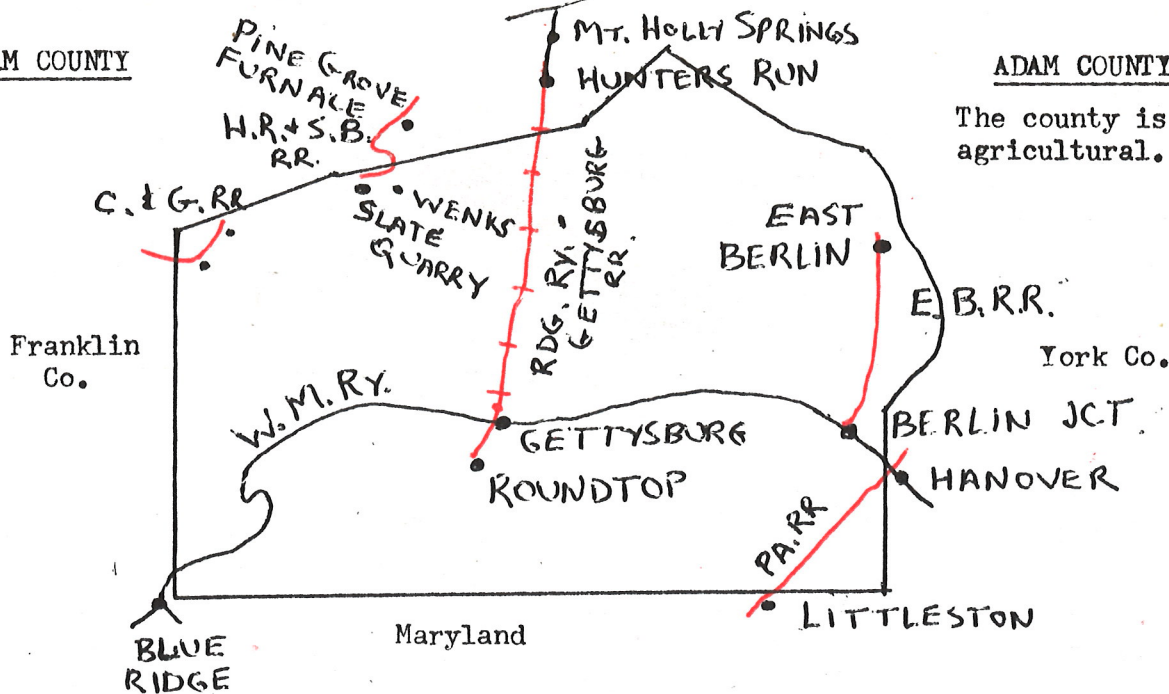 M COUNTY
ADAM COUNTY
The county is
agricultural.
MT. HOLLY SPRINGS
HUNTERS RUN
PINE GROVE
FURNALE
H.R. & S.B.
RR.
C. & G. RR
WENKS
SLATE
QUARRY
RDG. RY. -
GETTYSBURG
RR.
EAST
BERLIN
E. B. R.R.
Franklin
Co.
York Co.
W. M. RY.
GETTYSBURG
BERLIN JCT.
ROUNDTOP
HANOVER
PA. RR
LITTLESTON
Maryland
BLUE
RIDGE